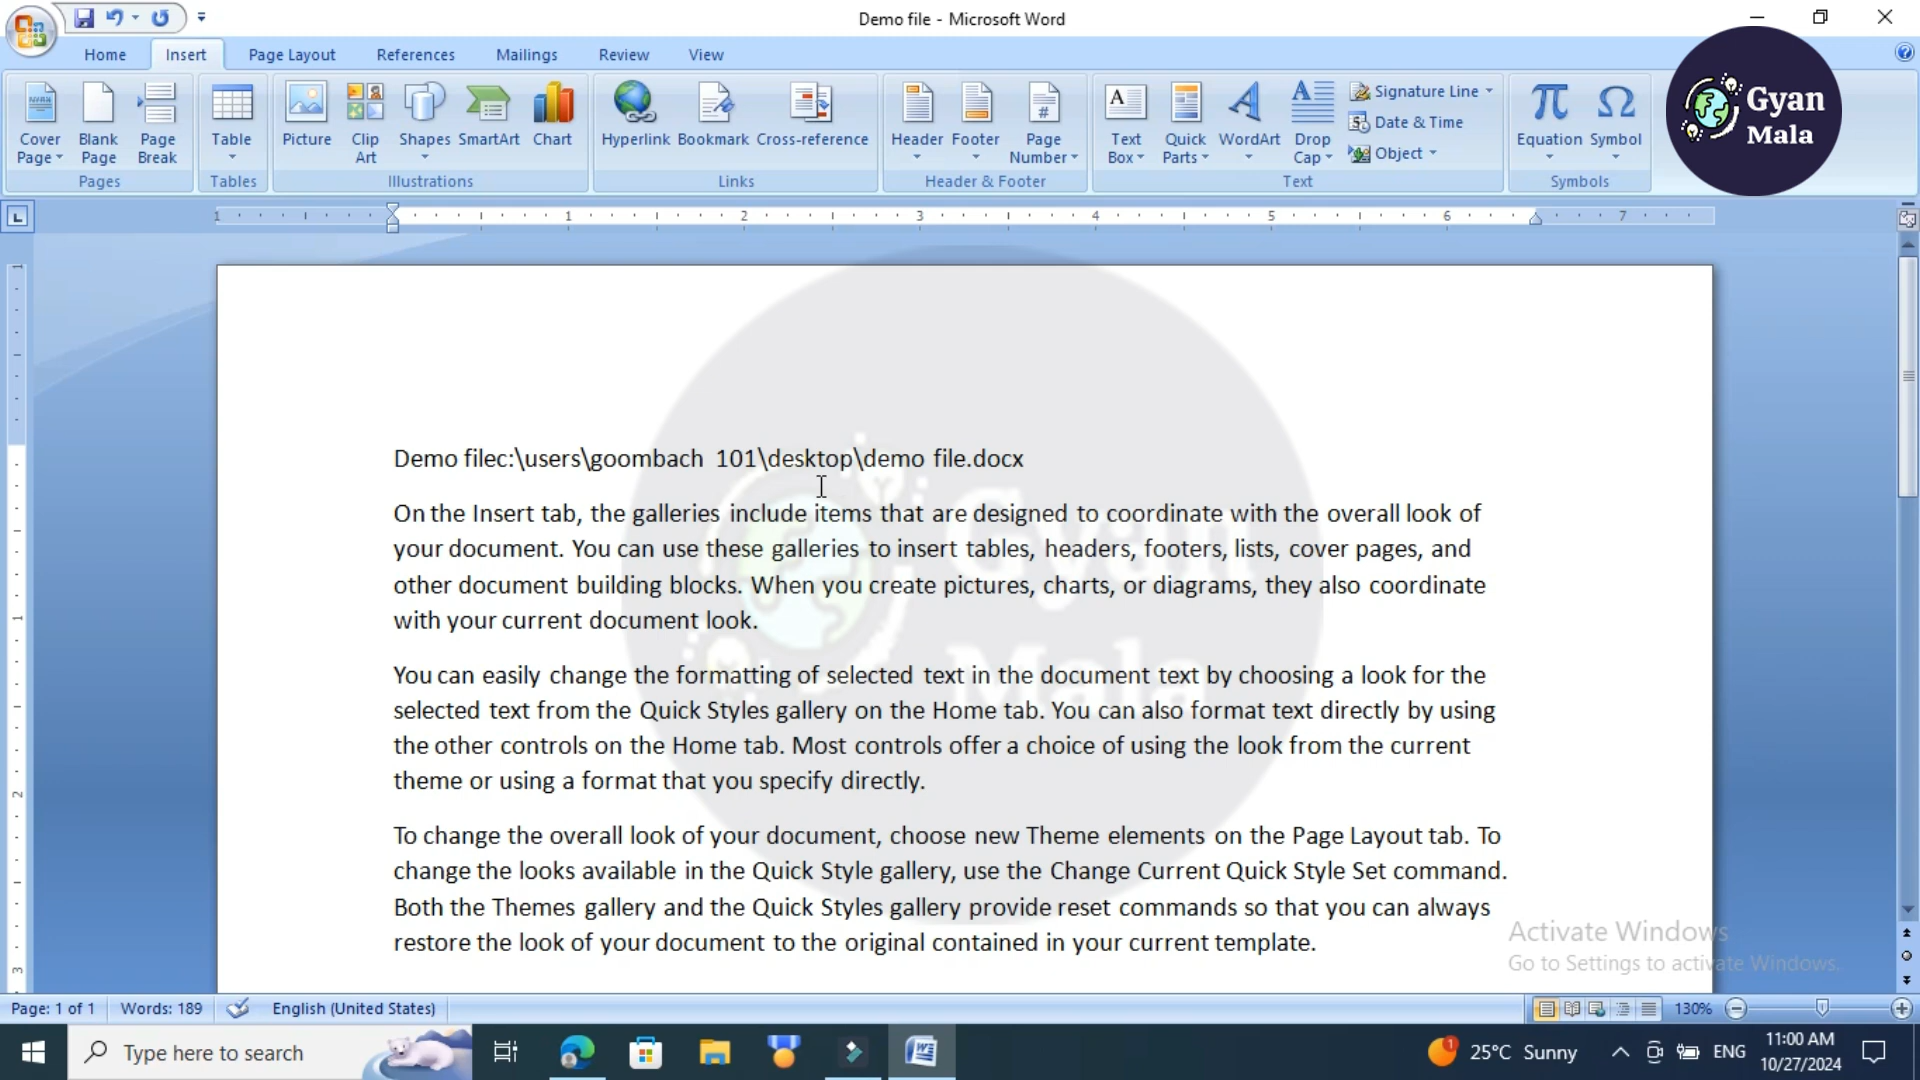 Demo file - Microsoft Word
Home Insert Page Layout References Mailings Review View
Cover Page
Blank Page
Page Break
Pages
Table
Tables
Picture
Clip Art
Shapes
SmartArt
Chart
Illustrations
Hyperlink
Bookmark
Cross-reference
Links
Header
Footer
Page Number
Header & Footer
Text Box
Quick Parts
WordArt
Drop Cap
Signature Line
Date & Time
Object
Text
Equation
Symbol
Symbols
Gyan
Mala
1 1 2 3 4 5 6 7
Demo filec:\users\goombach 101\desktop\demo file.docx
On the Insert tab, the galleries include items that are designed to coordinate with the overall look of
your document. You can use these galleries to insert tables, headers, footers, lists, cover pages, and
other document building blocks. When you create pictures, charts, or diagrams, they also coordinate
with your current document look.
You can easily change the formatting of selected text in the document text by choosing a look for the
selected text from the Quick Styles gallery on the Home tab. You can also format text directly by using
the other controls on the Home tab. Most controls offer a choice of using the look from the current
theme or using a format that you specify directly.
To change the overall look of your document, choose new Theme elements on the Page Layout tab. To
change the looks available in the Quick Style gallery, use the Change Current Quick Style Set command.
Both the Themes gallery and the Quick Styles gallery provide reset commands so that you can always
restore the look of your document to the original contained in your current template.
Gyan
Mala
Activate Windows
Go to Settings to activate Windows.
Page: 1 of 1 Words: 189 English (United States) 130%
Type here to search
25°C Sunny
ENG
11:00 AM
10/27/2024